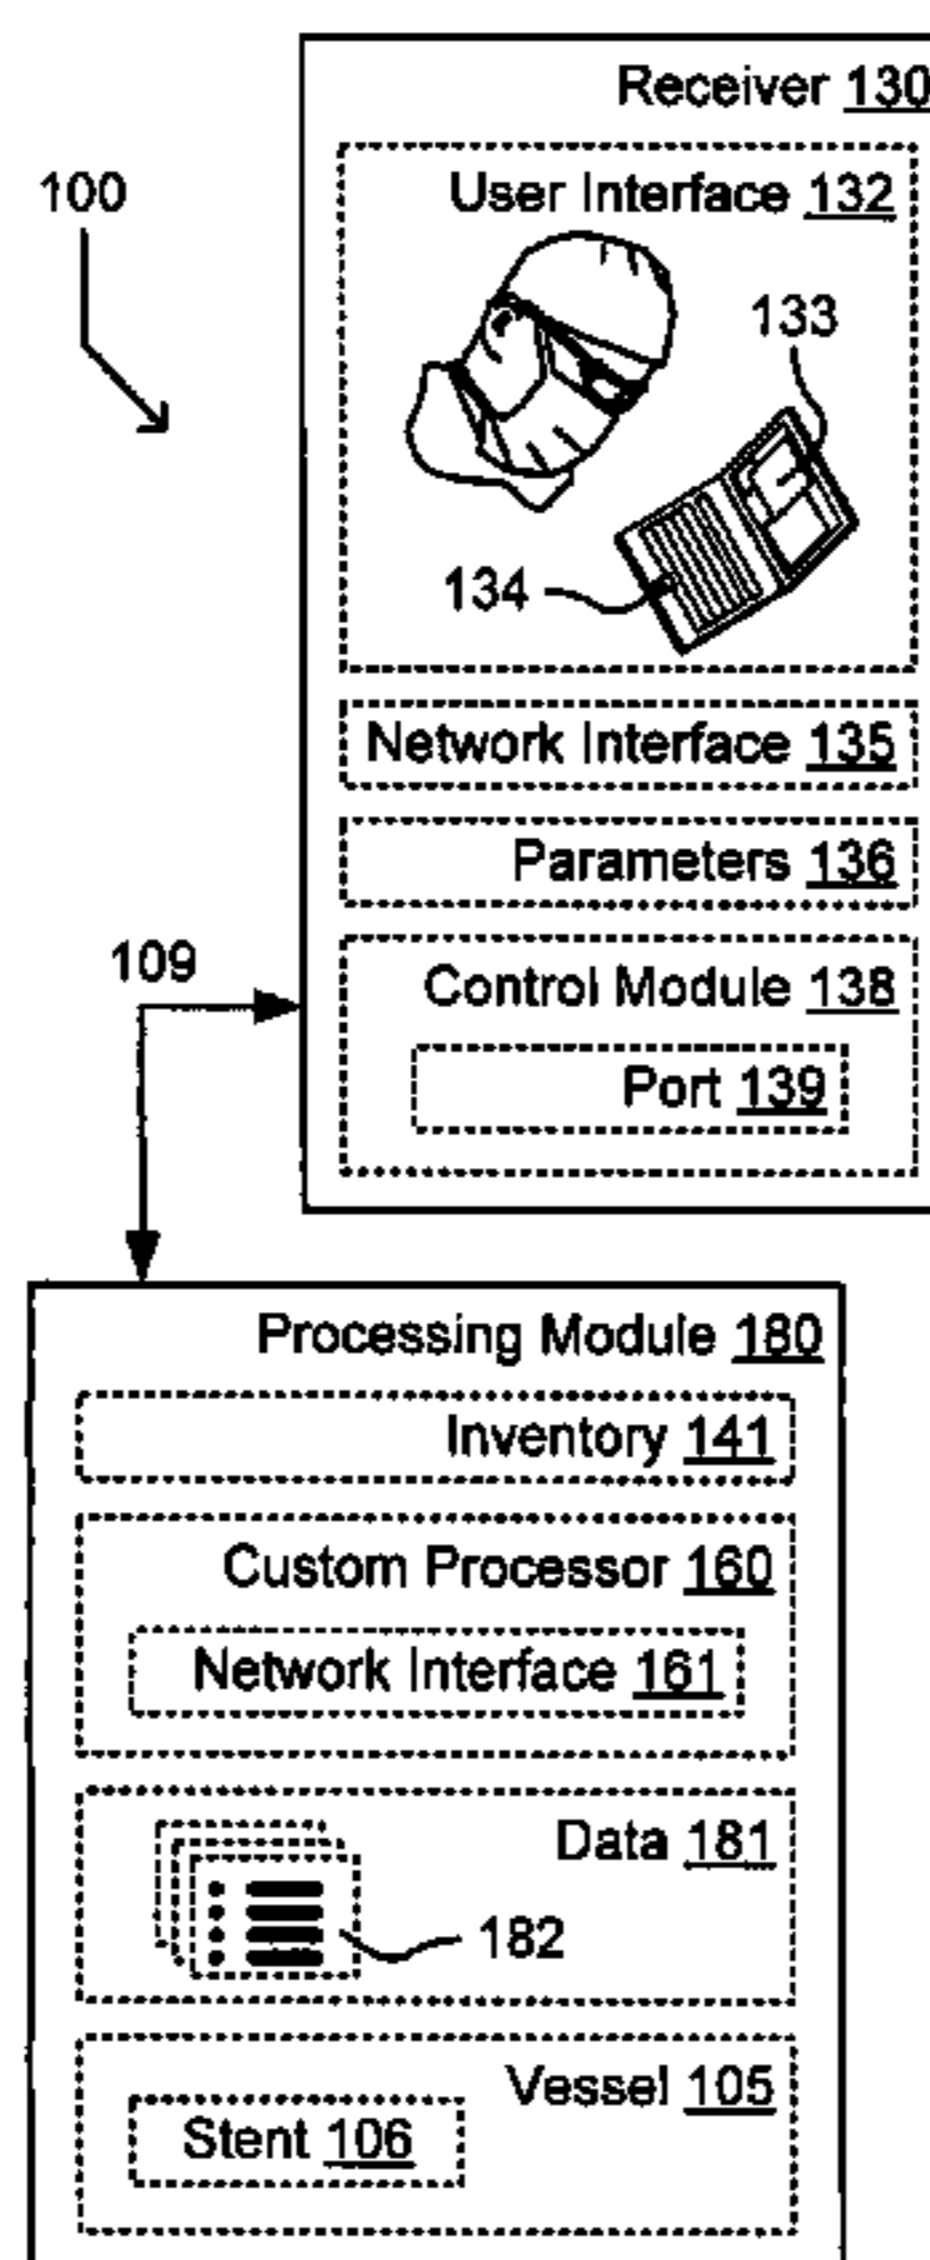 Receiver 130
100
User Interface 132
133
134
Network Interface 135
Parameters 136
109
Control Module 138
Port 139
Processing Module 180
Inventory 141
Custom Processor 160
Network Interface 161
Data 181
182
Vessel 105
Stent 106